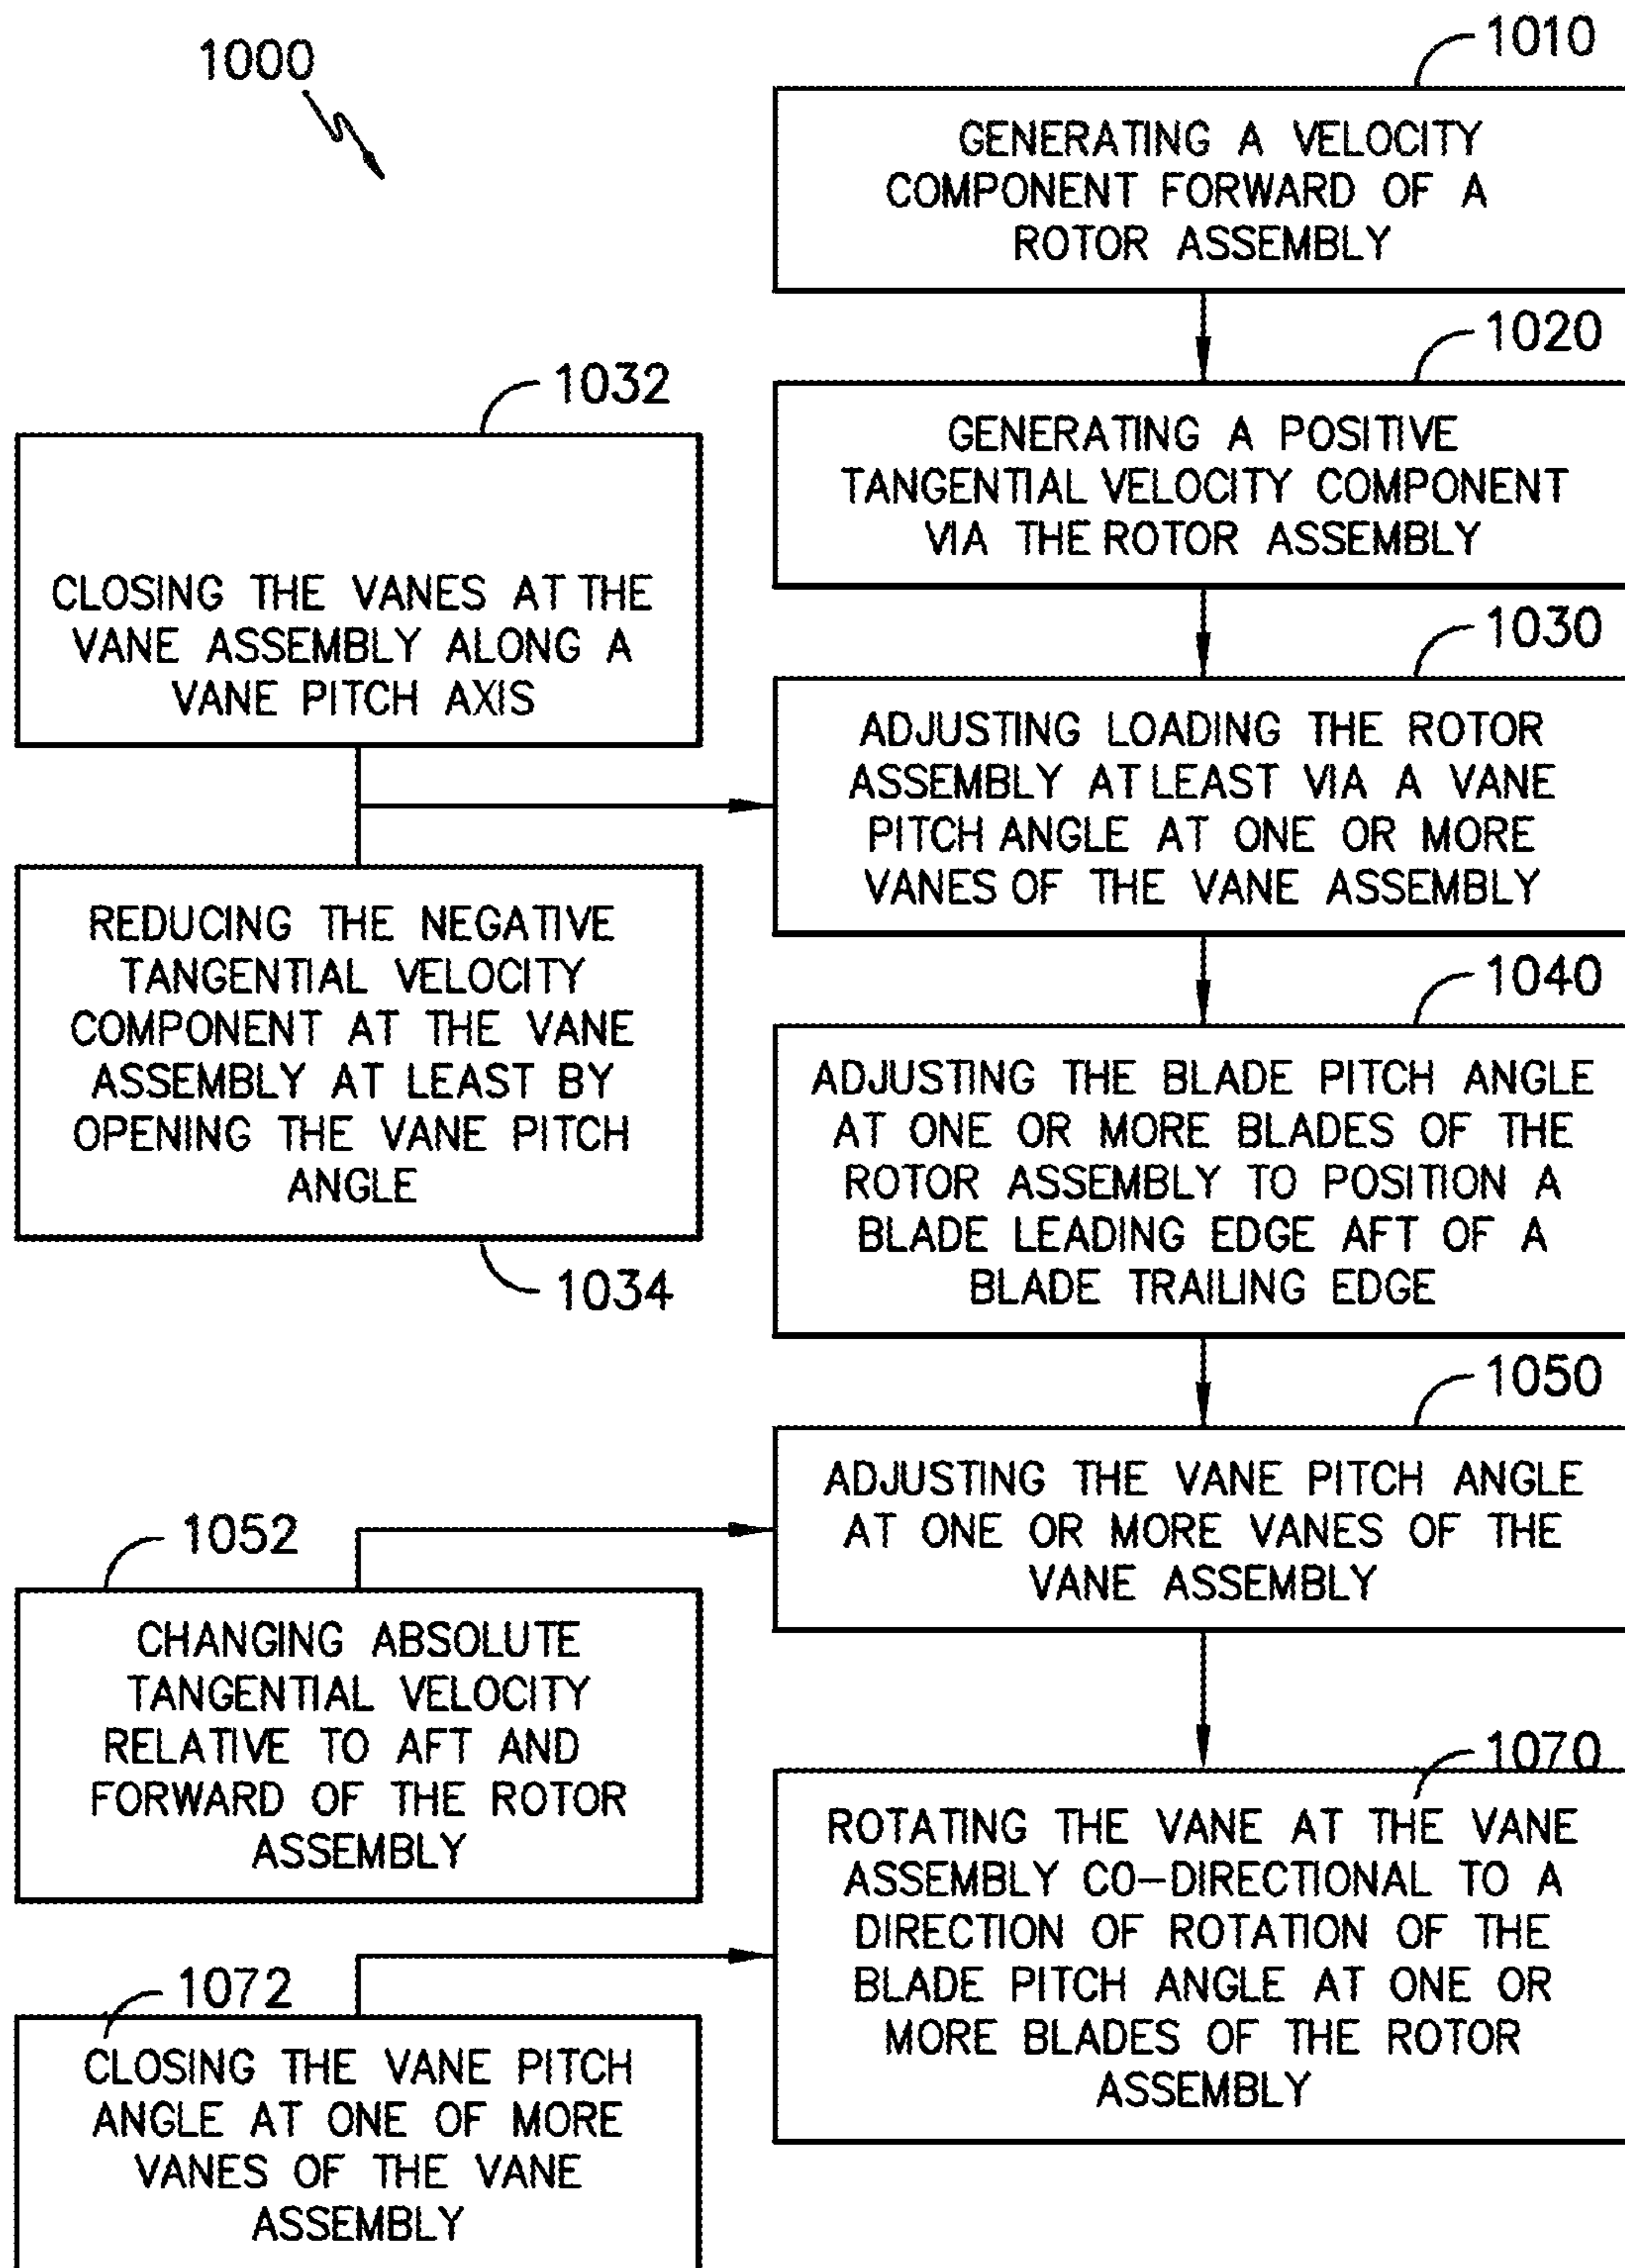 1000
1010
GENERATING A VELOCITY
COMPONENT FORWARD OF A
ROTOR ASSEMBLY
1020
GENERATING A POSITIVE
TANGENTIAL VELOCITY COMPONENT
VIA THE ROTOR ASSEMBLY
1032
CLOSING THE VANES AT THE
VANE ASSEMBLY ALONG A
VANE PITCH AXIS
1030
ADJUSTING LOADING THE ROTOR
ASSEMBLY AT LEAST VIA A VANE
PITCH ANGLE AT ONE OR MORE
VANES OF THE VANE ASSEMBLY
REDUCING THE NEGATIVE
TANGENTIAL VELOCITY
COMPONENT AT THE VANE
ASSEMBLY AT LEAST BY
OPENING THE VANE PITCH
ANGLE
1034
1040
ADJUSTING THE BLADE PITCH ANGLE
AT ONE OR MORE BLADES OF THE
ROTOR ASSEMBLY TO POSITION A
BLADE LEADING EDGE AFT OF A
BLADE TRAILING EDGE
1050
ADJUSTING THE VANE PITCH ANGLE
AT ONE OR MORE VANES OF THE
VANE ASSEMBLY
1052
CHANGING ABSOLUTE
TANGENTIAL VELOCITY
RELATIVE TO AFT AND
FORWARD OF THE ROTOR
ASSEMBLY
1070
ROTATING THE VANE AT THE VANE
ASSEMBLY CO-DIRECTIONAL TO A
DIRECTION OF ROTATION OF THE
BLADE PITCH ANGLE AT ONE OR
MORE BLADES OF THE ROTOR
ASSEMBLY
1072
CLOSING THE VANE PITCH
ANGLE AT ONE OF MORE
VANES OF THE VANE
ASSEMBLY